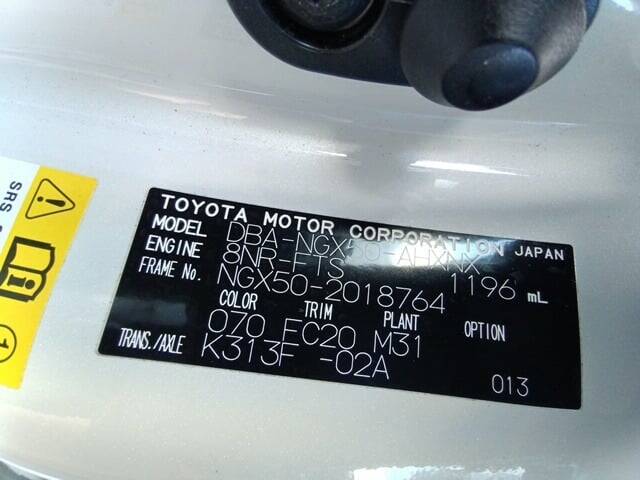 TOYOTA MOTOR CORPORATION JAPAN
MODEL DBA-NGX50-AHXNX
ENGINE 8NR-FTS 1196 mL
FRAME No. NGX50-2018764
COLOR TRIM PLANT OPTION
070 FC20 M31
TRANS./AXLE K313F -02A
013
SRS
1